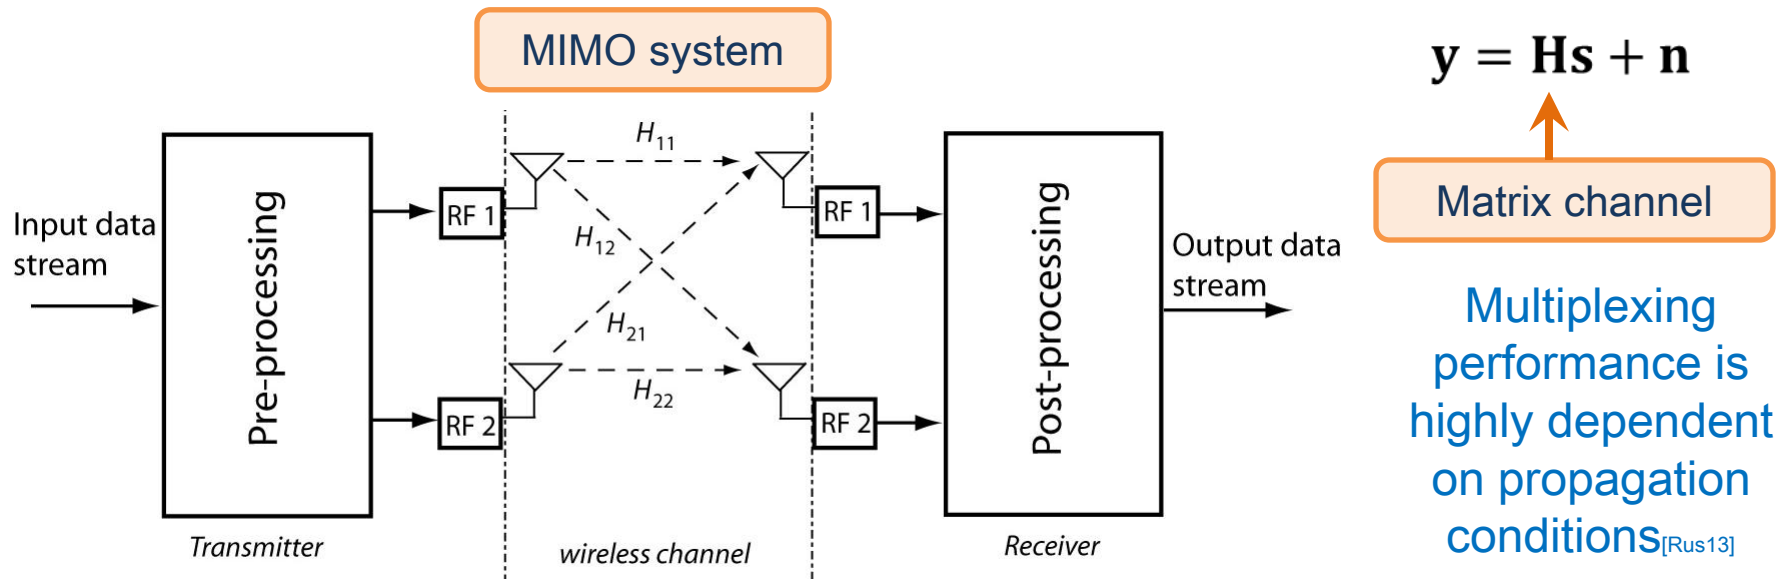 MIMO system
y = Hs + n
Matrix channel
Input data
stream
Pre-processing
RF 1
RF 2
H11
H12
H21
H22
RF 1
RF 2
Post-processing
Output data
stream
Transmitter
wireless channel
Receiver
Multiplexing
performance is
highly dependent
on propagation
conditions[Rus13]